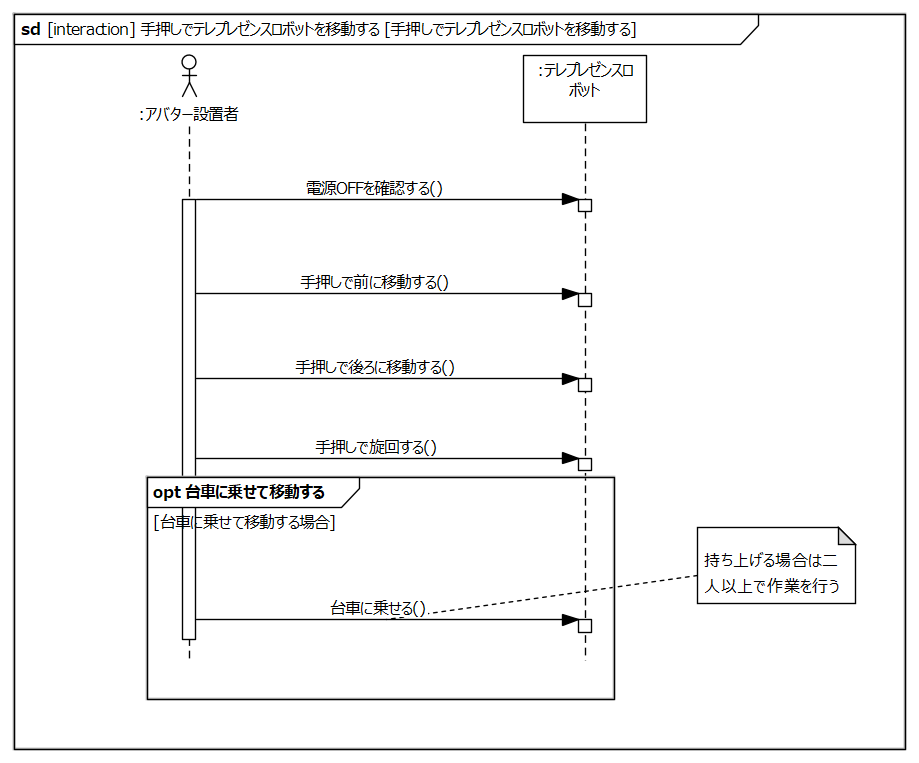 sd [interaction] 手押しでテレプレゼンスロボットを移動する [手押しでテレプレゼンスロボットを移動する]
:アバター設置者
:テレプレゼンスロ
ボット
電源OFFを確認する()
手押しで前に移動する()
手押しで後ろに移動する()
手押しで旋回する()
opt 台車に乗せて移動する
[台車に乗せて移動する場合]
持ち上げる場合は二
人以上で作業を行う
台車に乗せる()